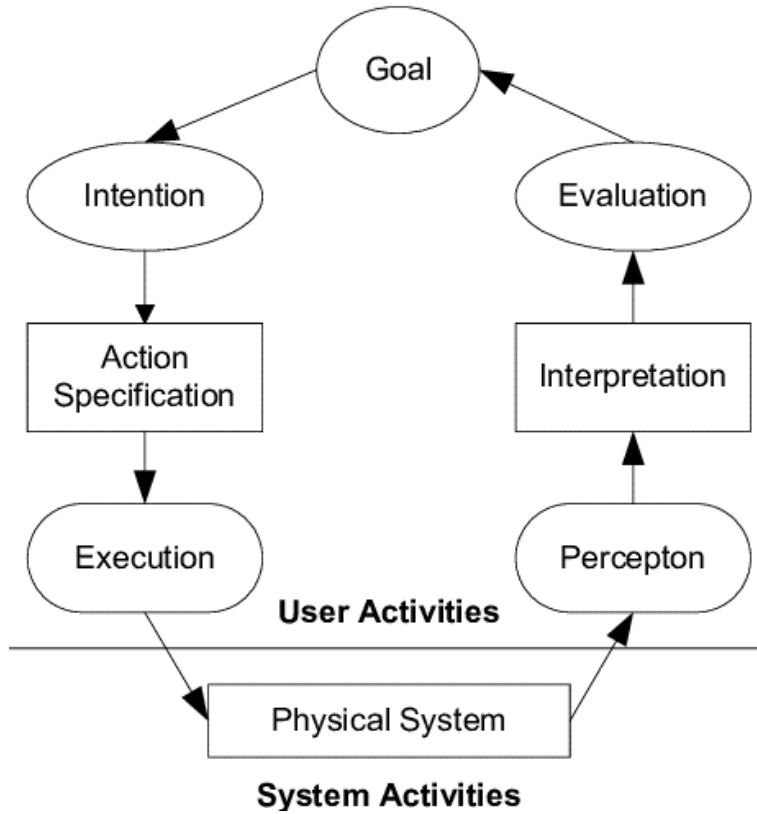 Goal
Intention
Evaluation
Action
Specification
Interpretation
Execution
Percepton
User Activities
Physical System
System Activities